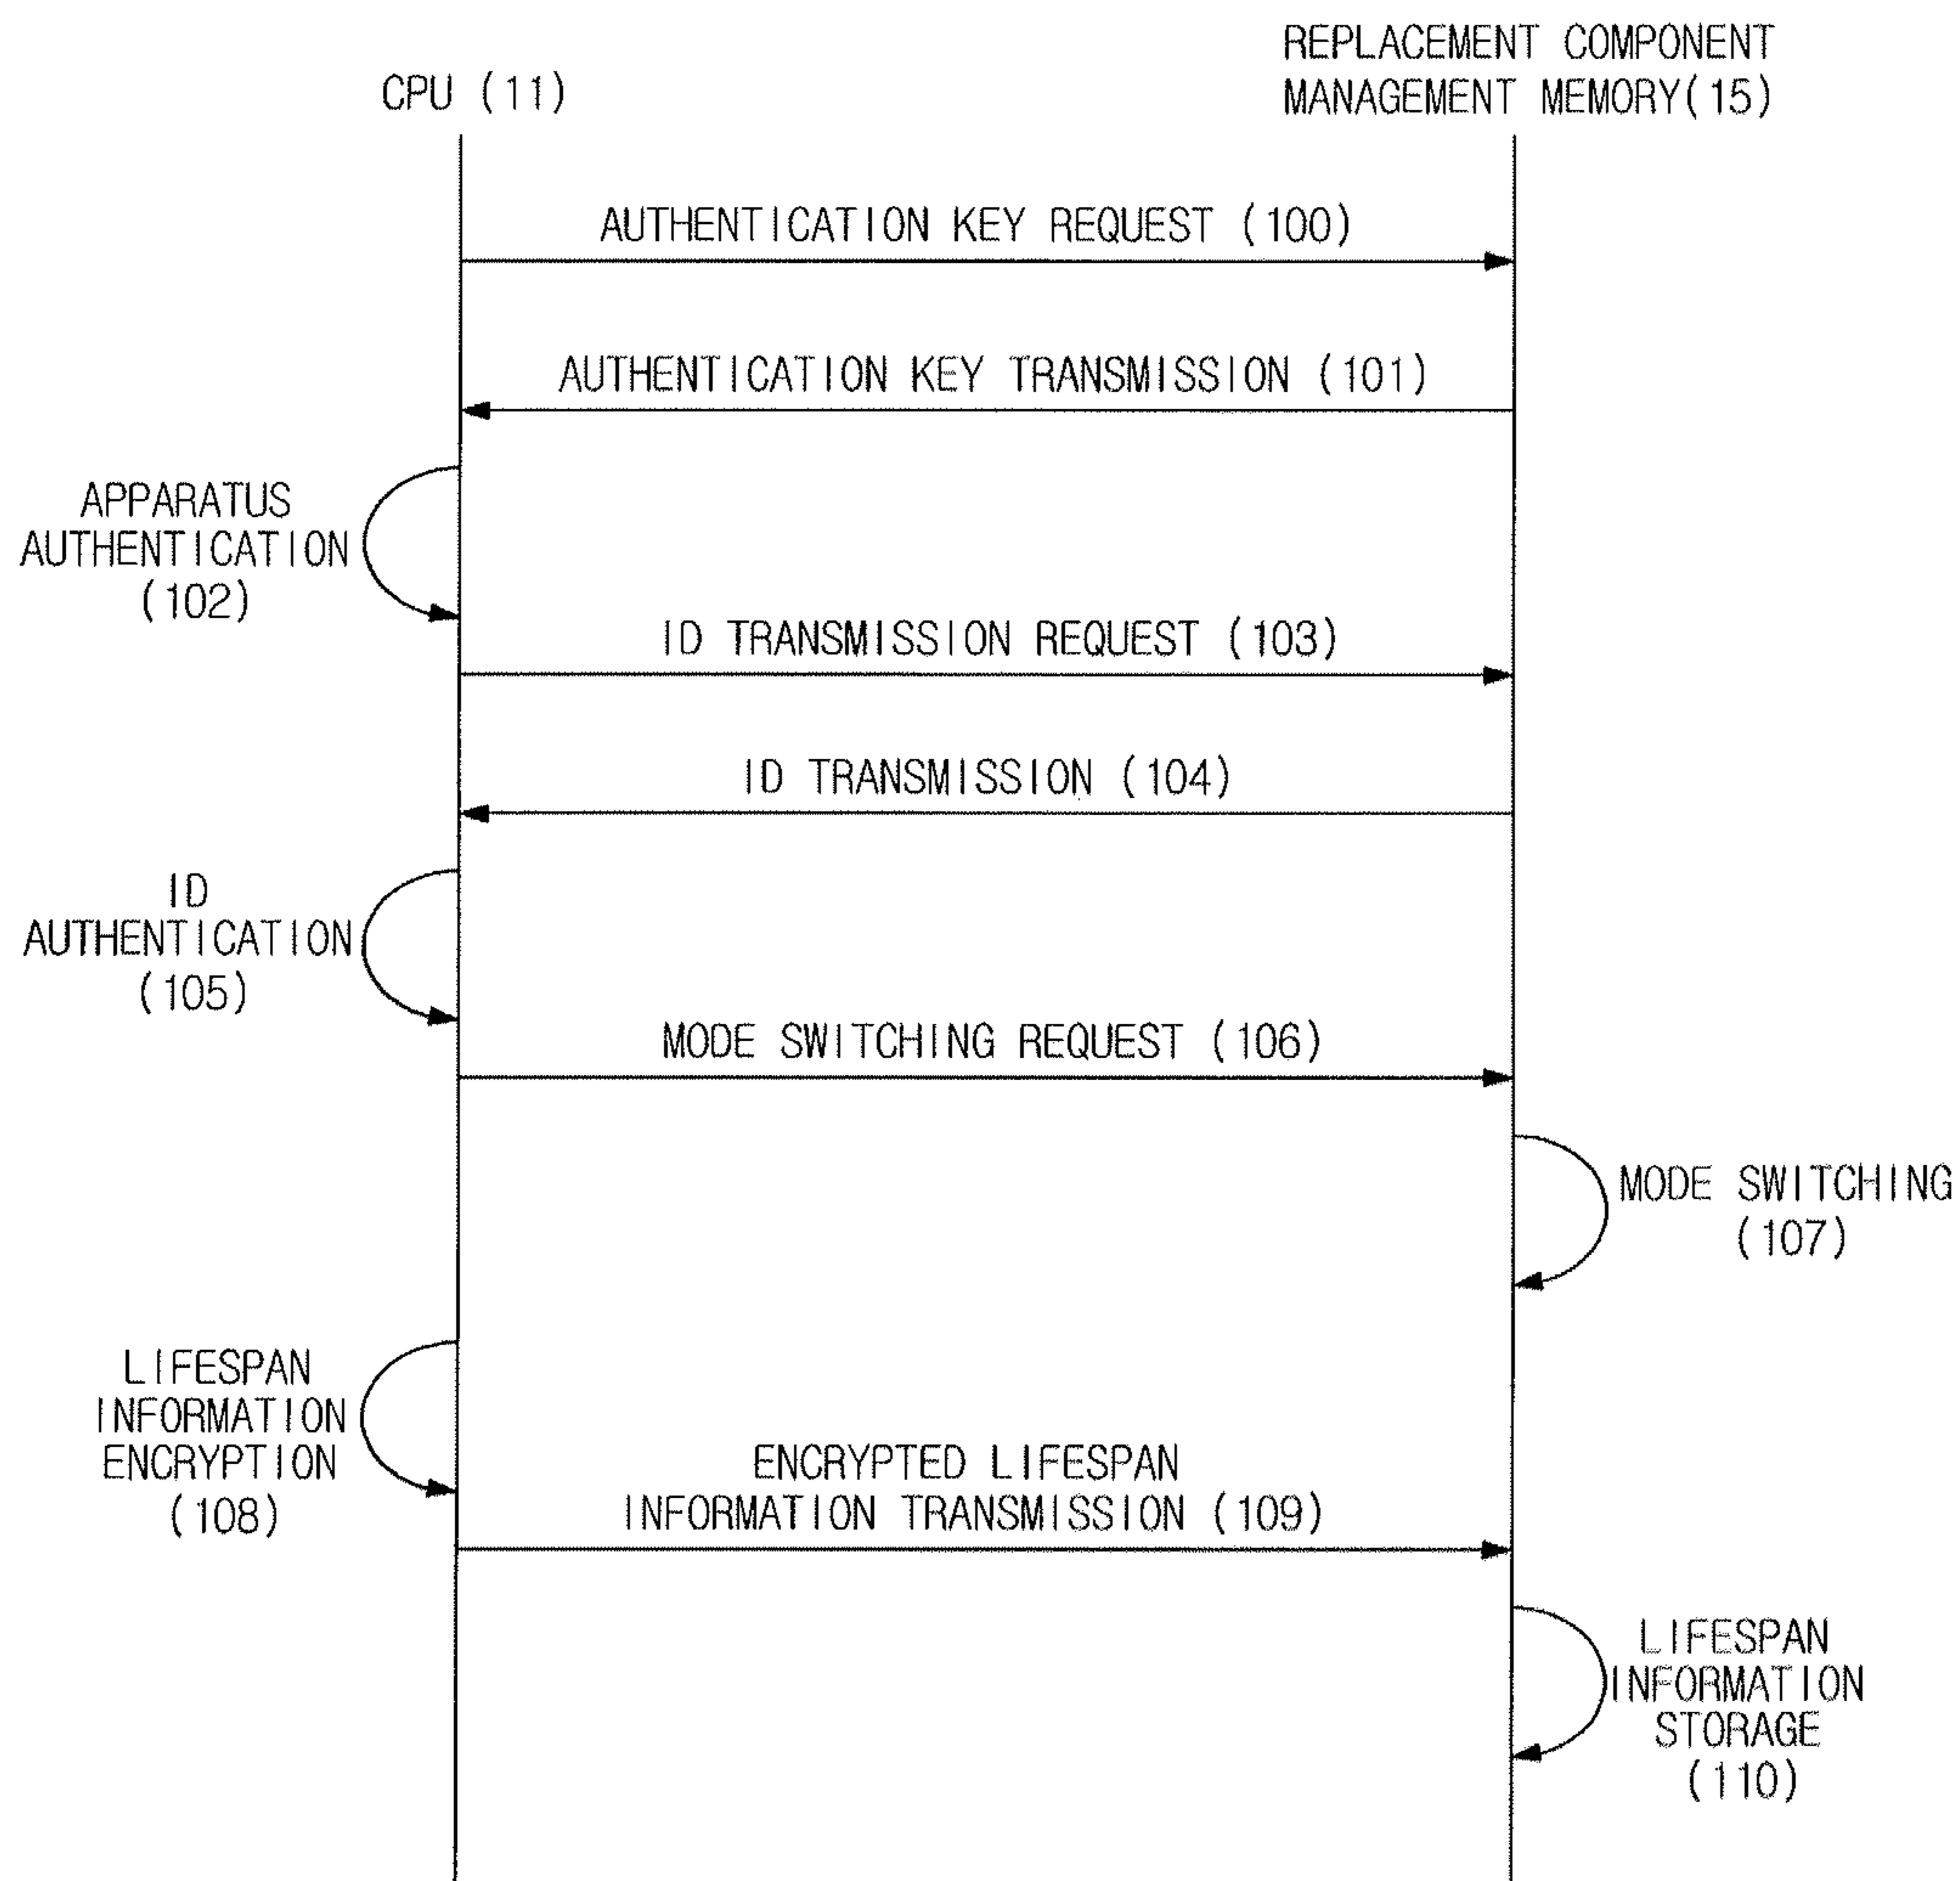 CPU (11)
REPLACEMENT COMPONENT
MANAGEMENT MEMORY(15)
AUTHENTICATION KEY REQUEST (100)
AUTHENTICATION KEY TRANSMISSION (101)
APPARATUS
AUTHENTICATION
(102)
ID TRANSMISSION REQUEST (103)
ID TRANSMISSION (104)
ID
AUTHENTICATION
(105)
MODE SWITCHING REQUEST (106)
MODE SWITCHING
(107)
LIFESPAN
INFORMATION
ENCRYPTION
(108)
ENCRYPTED LIFESPAN
INFORMATION TRANSMISSION (109)
LIFESPAN
INFORMATION
STORAGE
(110)